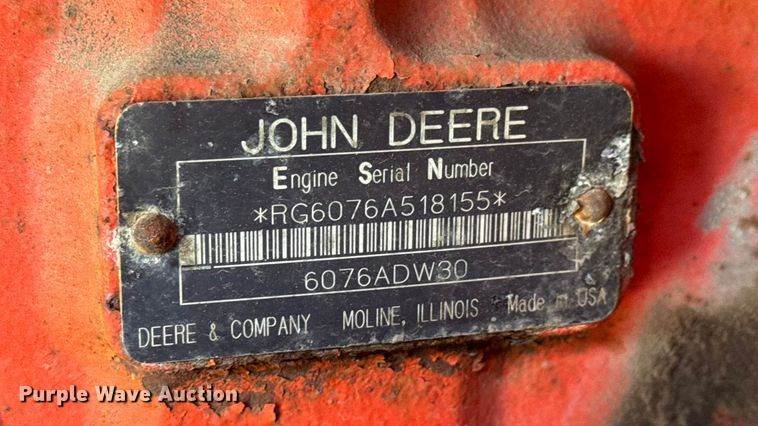 JOHN DEERE
Engine Serial Number
*RG6076A518155*
6076ADW30
DEERE & COMPANY MOLINE, ILLINOIS Made in USA
Purple Wave Auction